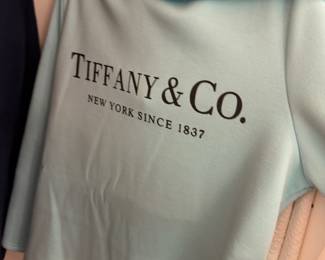 TIFFANY & CO.
NEW YORK SINCE 1837